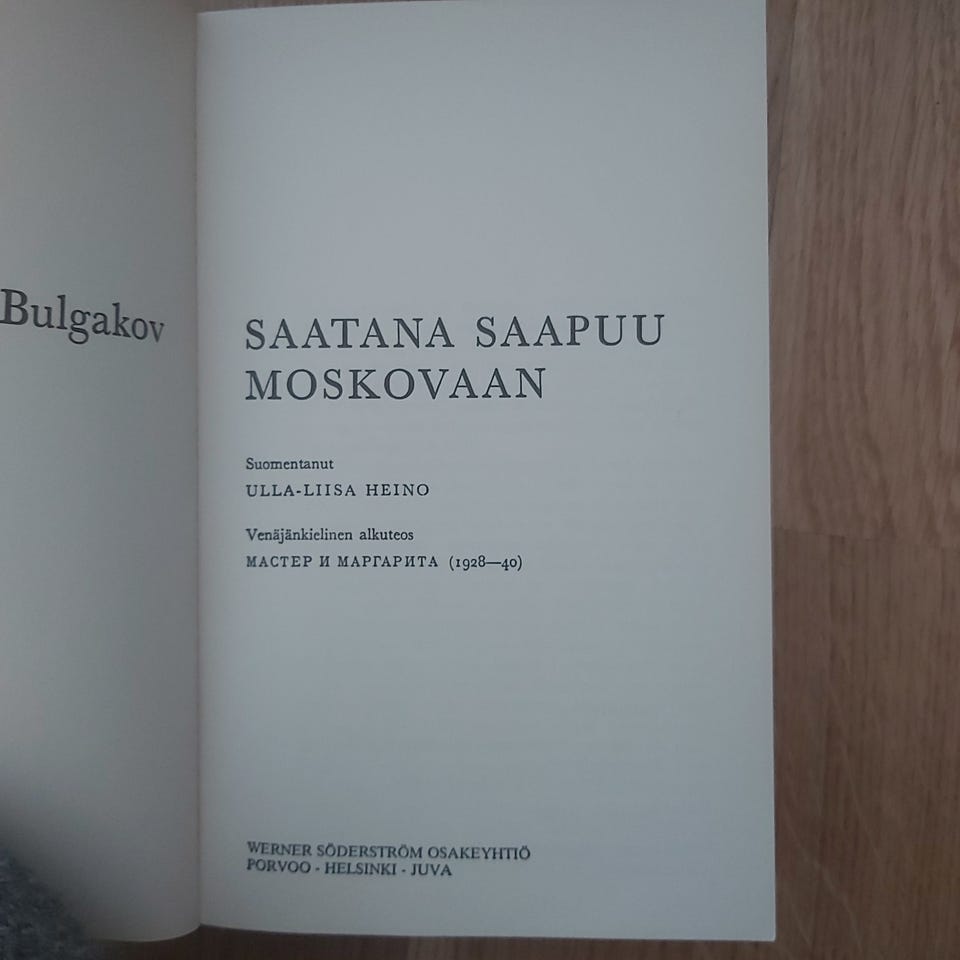 Bulgakov
SAATANA SAAPUU
MOSKOVAAN
Suomentanut
ULLA-LIISA HEINO
Venäjänkielinen alkuteos
МАСТЕР И МАРГАРИТА (1928—40)
WERNER SÖDERSTRÖM OSAKEYHTIÖ
PORVOO - HELSINKI - JUVA